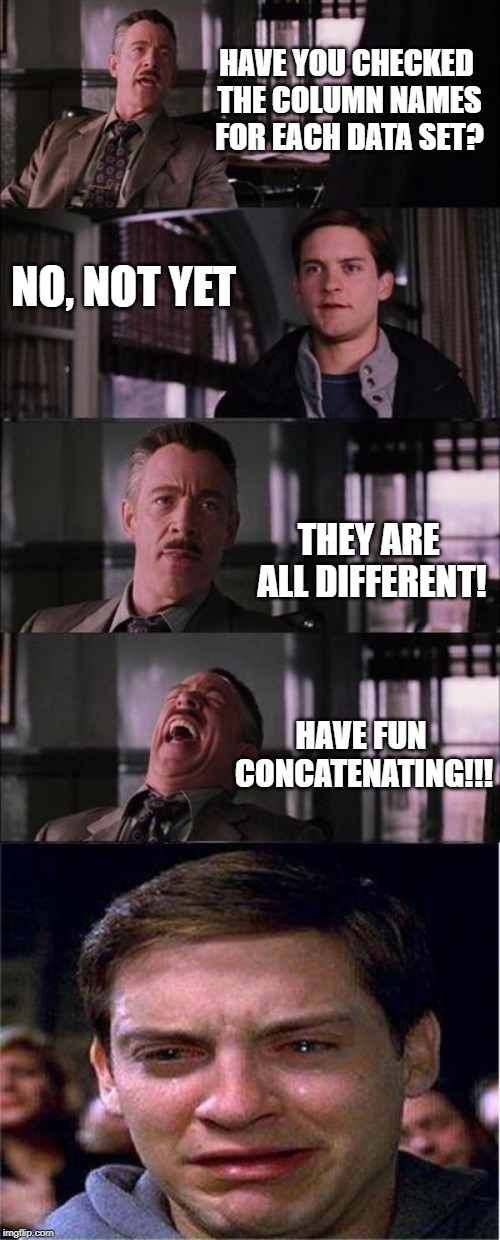 HAVE YOU CHECKED
THE COLUMN NAMES
FOR EACH DATA SET?
NO, NOT YET
THEY ARE
ALL DIFFERENT!
HAVE FUN
CONCATENATING!!!
imgflip.com